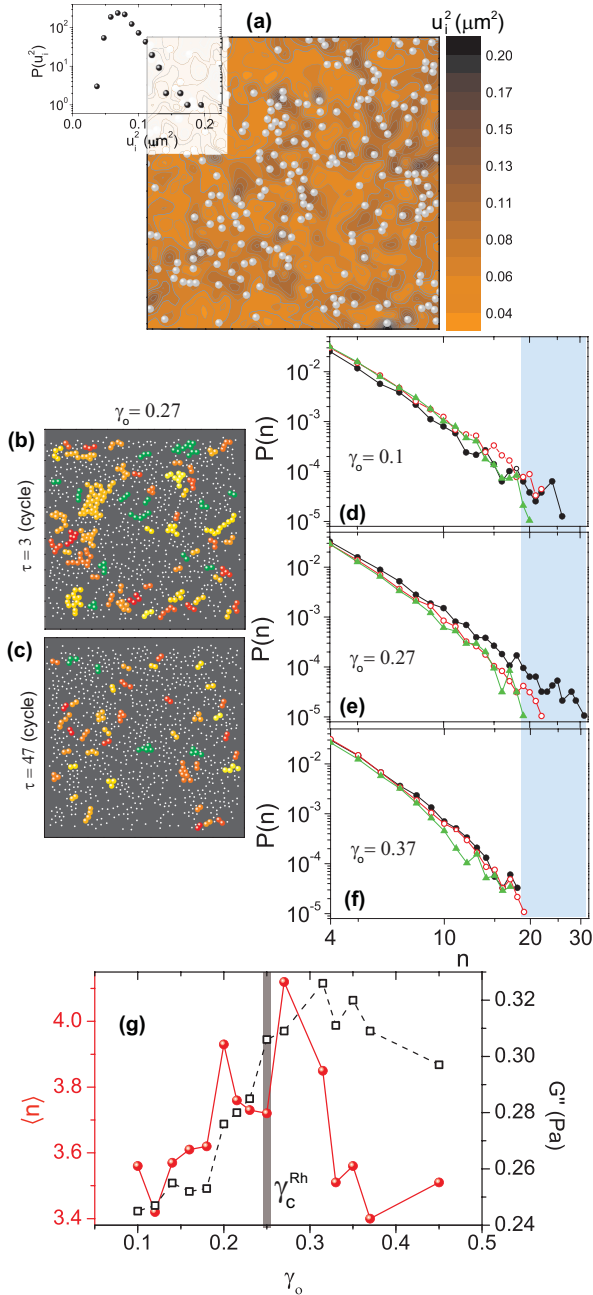 (a)
u_i^2 (μm^2)
P(u_i^2)
10^2
10^1
10^0
0.0
0.1
0.2
u_i^2 (μm^2)
0.20
0.17
0.15
0.13
0.11
0.08
0.06
0.04
γ_o = 0.27
(b)
τ = 3 (cycle)
(c)
τ = 47 (cycle)
P(n)
10^-2
10^-3
10^-4
10^-5
γ_o = 0.1
(d)
P(n)
10^-2
10^-3
10^-4
10^-5
γ_o = 0.27
(e)
P(n)
10^-2
10^-3
10^-4
10^-5
γ_o = 0.37
(f)
4
10
20
30
n
(g)
⟨n⟩
4.0
3.8
3.6
3.4
0.32
0.30
0.28
0.26
0.24
G" (Pa)
γ_c^Rh
0.1
0.2
0.3
0.4
0.5
γ_o